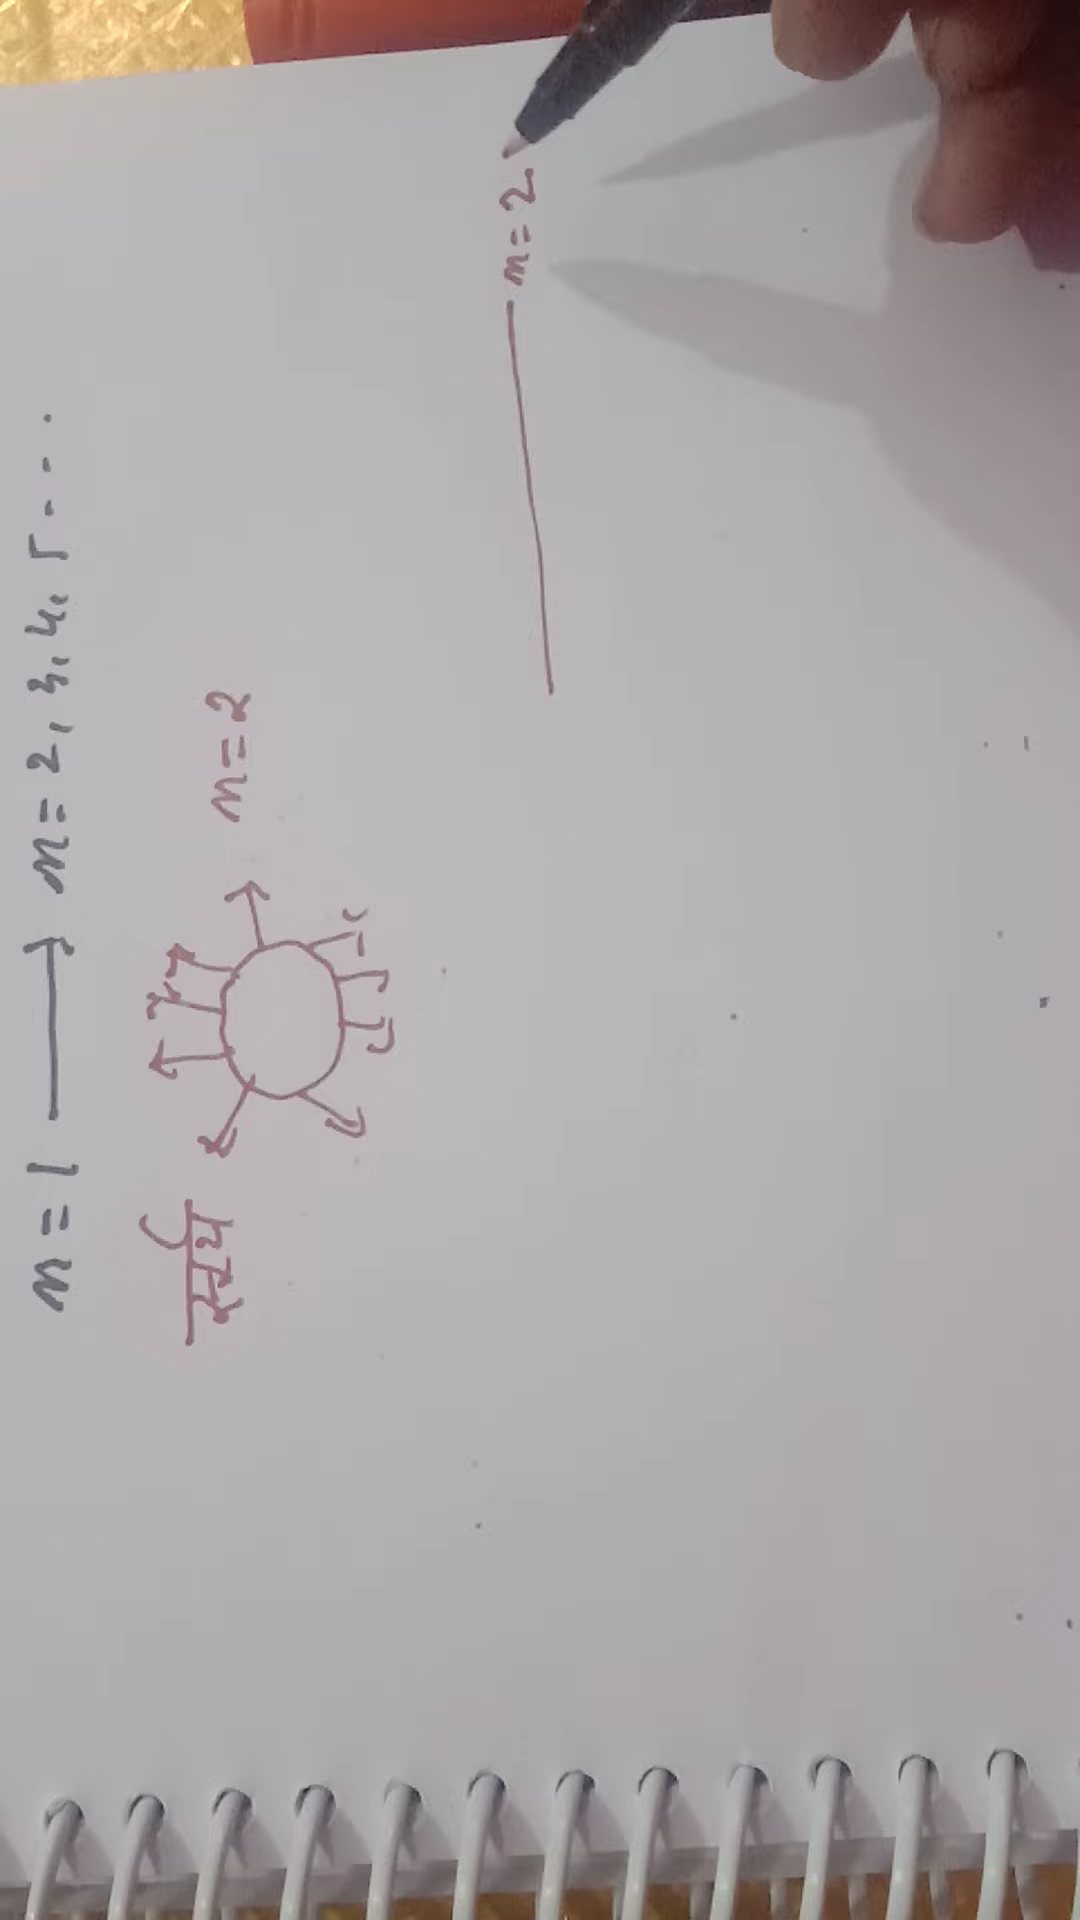 n = 1 ⟶ n = 2, 3, 4, 5 - - - .
सूर्य
n = 2
n = 2